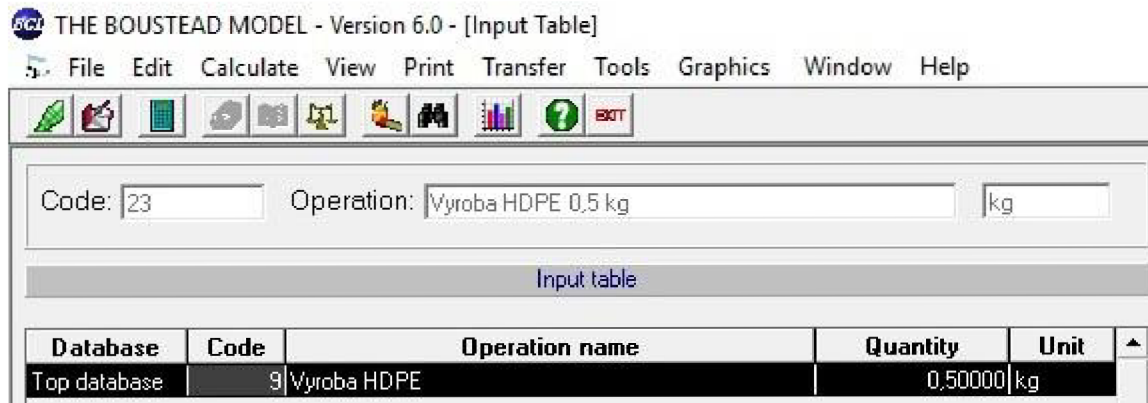 BCL THE BOUSTEAD MODEL - Version 6.0 - [Input Table]
File Edit Calculate View Print Transfer Tools Graphics Window Help
EXIT
Code: 23 Operation: Vyroba HDPE 0,5 kg kg
Input table
Database Code Operation name Quantity Unit
Top database 9 Vyroba HDPE 0,50000 kg